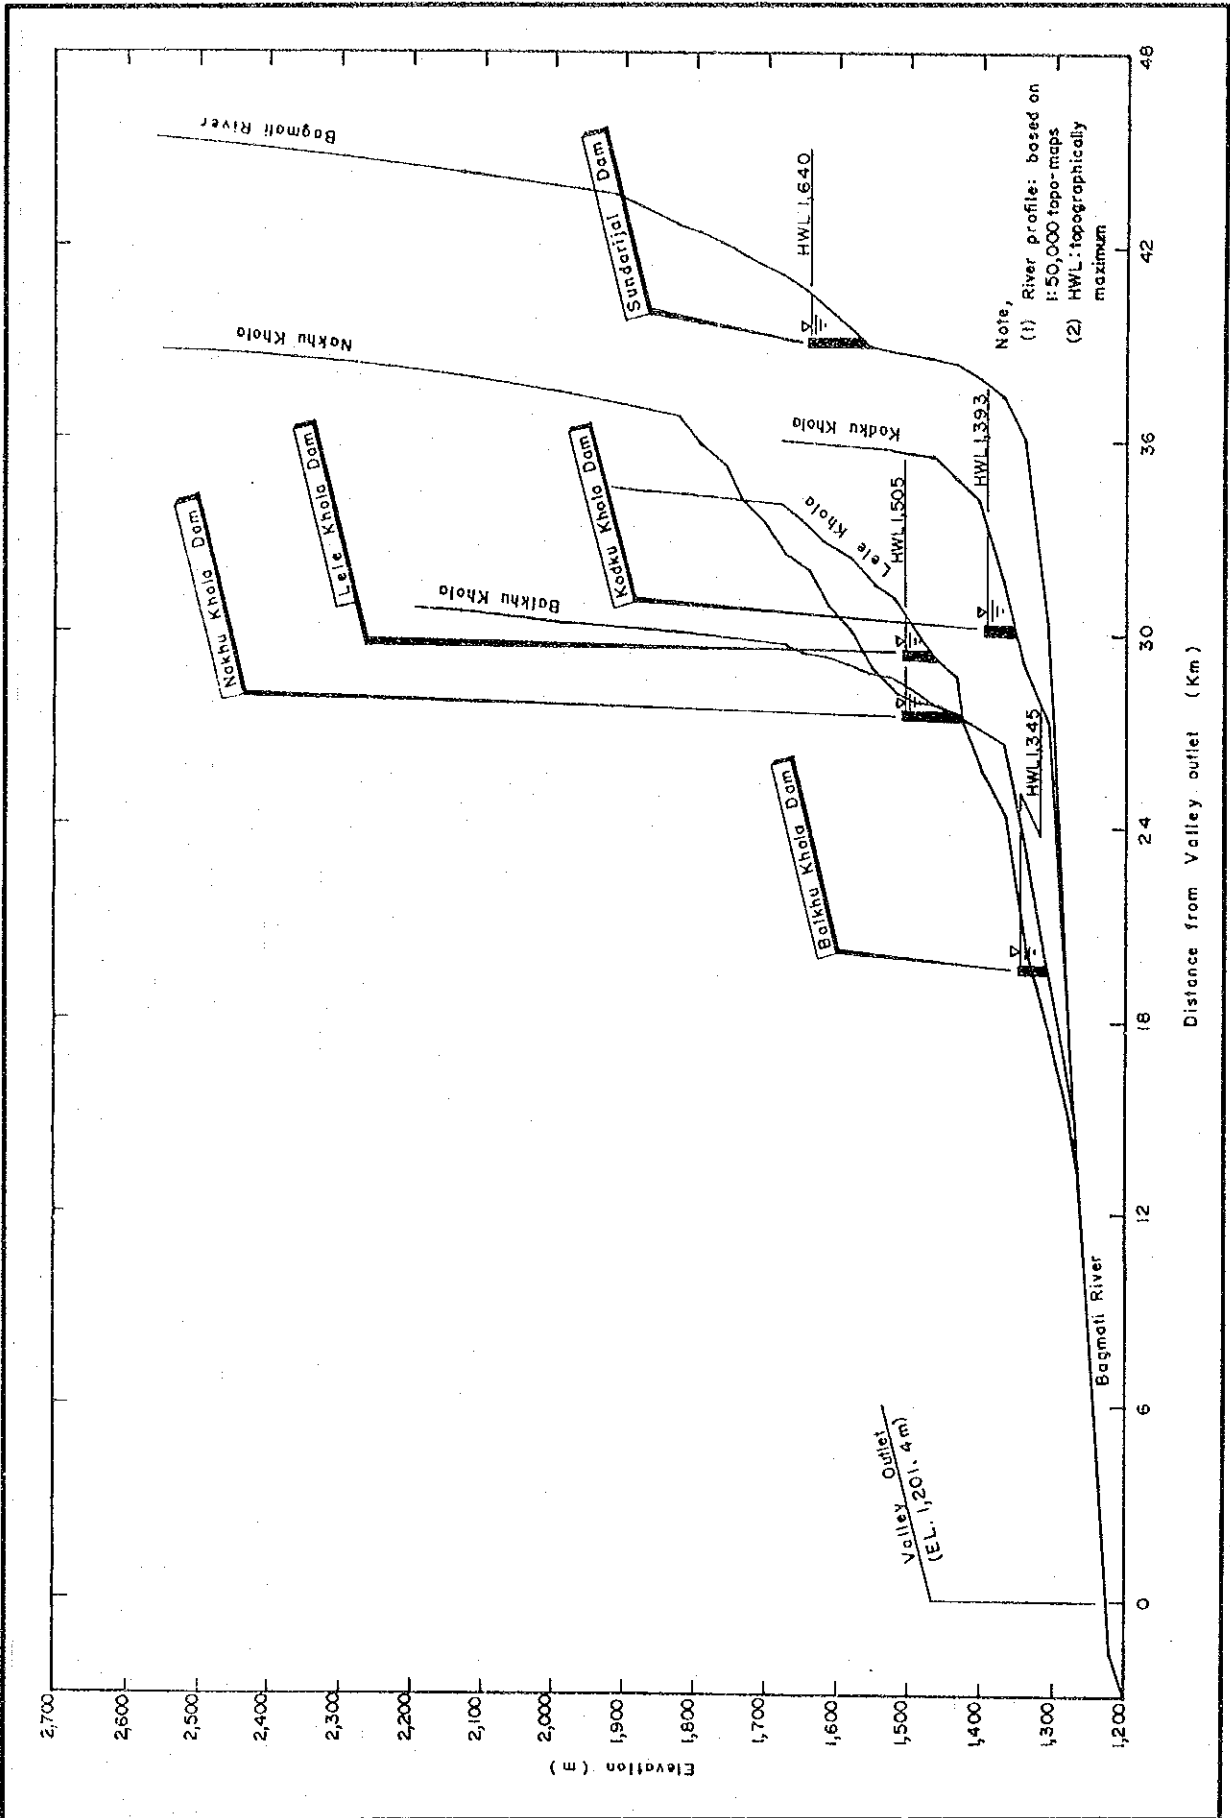 Elevation (m)
2,700
2,600
2,500
2,400
2,300
2,200
2,100
2,000
1,900
1,800
1,700
1,600
1,500
1,400
1,300
1,200
Nakhu Khola Dam
Lele Khola Dam
Kodku Khola Dam
Balkhu Khola Dam
Sundarijal Dam
Balkhu Khola
Nakhu Khola
Lele Khola
Kodku Khola
Bagmati River
HWL 1,640
HWL 1,505
HWL 1,393
HWL 1,345
Valley Outlet
(EL. 1,201.4m)
Bagmati River
Note,
(1) River profile: based on
1:50,000 topo-maps
(2) HWL: topographically
maximum
0
6
12
18
24
30
36
42
48
Distance from Valley outlet (Km)